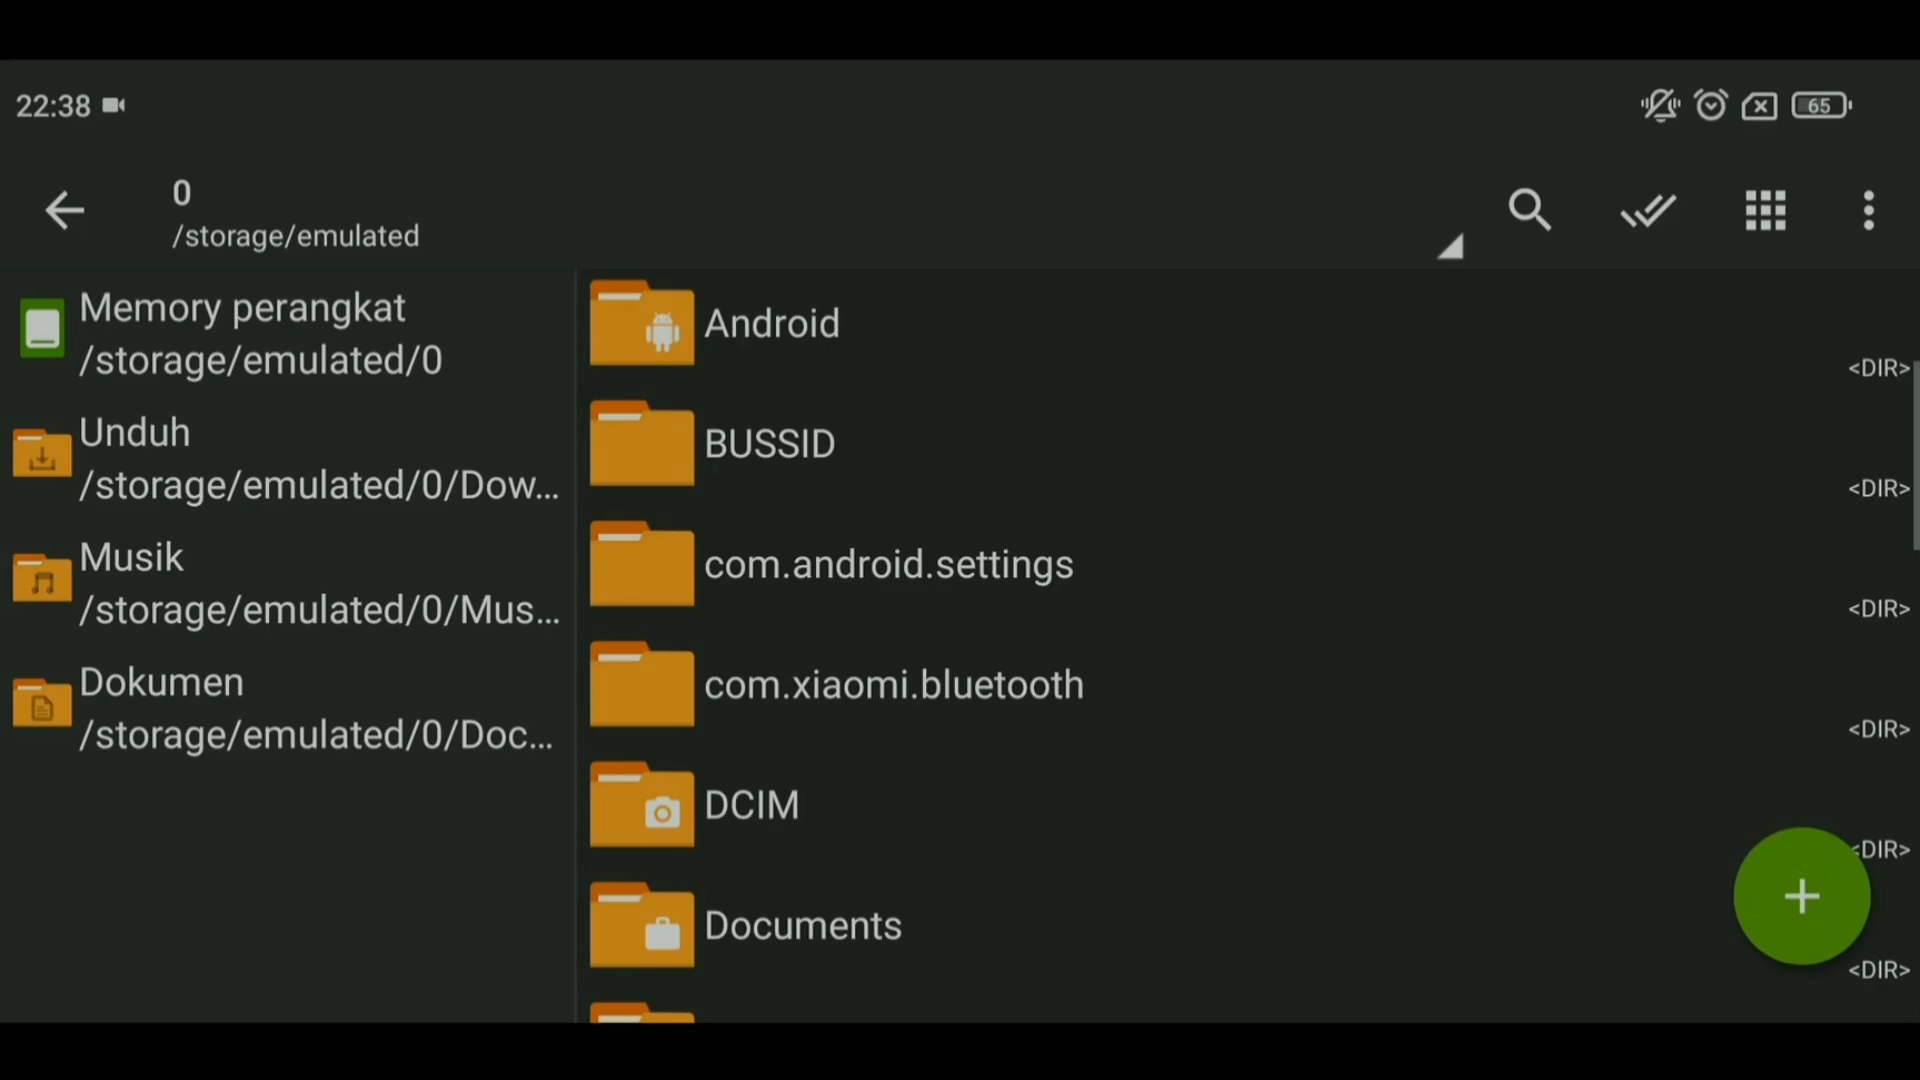 22:38
65
0
/storage/emulated
Memory perangkat
/storage/emulated/0
Unduh
/storage/emulated/0/Dow...
Musik
/storage/emulated/0/Mus...
Dokumen
/storage/emulated/0/Doc...
Android
<DIR>
BUSSID
<DIR>
com.android.settings
<DIR>
com.xiaomi.bluetooth
<DIR>
DCIM
<DIR>
Documents
<DIR>